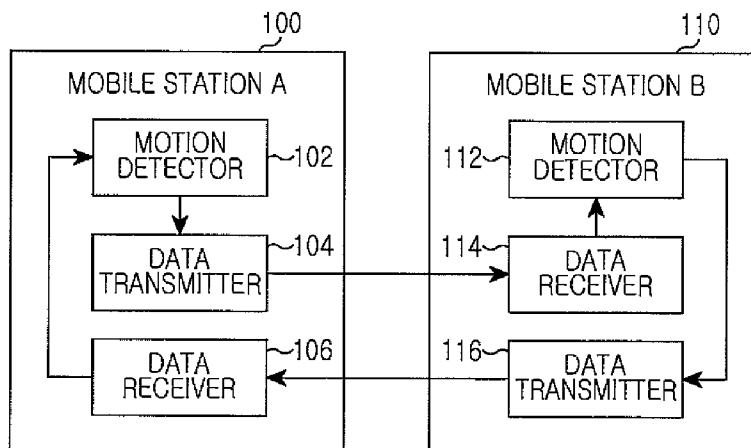 100
MOBILE STATION A
MOTION
DETECTOR
102
DATA
TRANSMITTER
104
DATA
RECEIVER
106
110
MOBILE STATION B
MOTION
DETECTOR
112
DATA
RECEIVER
114
DATA
TRANSMITTER
116